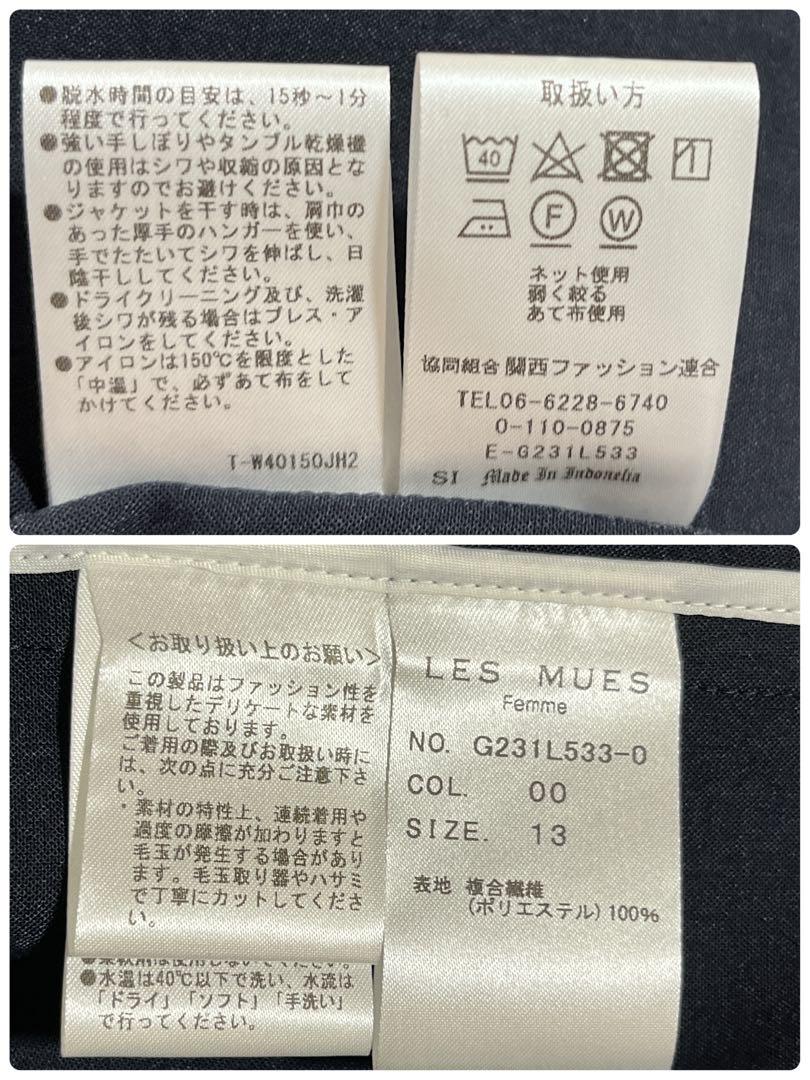 ●脱水時間の目安は、15秒～1分
程度で行ってください。
●強い手しぼりやタンブル乾燥機
の使用はシワや収縮の原因とな
りますのでお避けください。
●ジャケットを干す時は、肩巾の
あった厚手のハンガーを使い、
手でたたいてシワを伸ばし、日
陰干ししてください。
●ドライクリーニング及び、洗濯
後シワが残る場合はプレス・ア
イロンをしてください。
●アイロンは150℃を限度とした
「中温」で、必ずあて布をして
かけてください。
T-W40150JH2
取扱い方
40
F
W
ネット使用
弱く絞る
あて布使用
協同組合 関西ファッション連合
TEL06-6228-6740
0-110-0875
E-G231L533
SI Made In Indonesia
<お取り扱い上のお願い>
この製品はファッション性を
重視したデリケートな素材を
使用しております。
ご着用の際及びお取扱い時に
は、次の点に充分ご注意下さ
い。
・素材の特性上、連続着用や
過度の摩擦が加わりますと
毛玉が発生する場合があり
ます。毛玉取り器やハサミ
で丁寧にカットしてくださ
い。
●水温は40℃以下で洗い、水流は
「ドライ」「ソフト」「手洗い」
で行ってください。
LES MUES
Femme
NO. G231L533-0
COL. 00
SIZE. 13
表地 複合繊維
(ポリエステル)100%